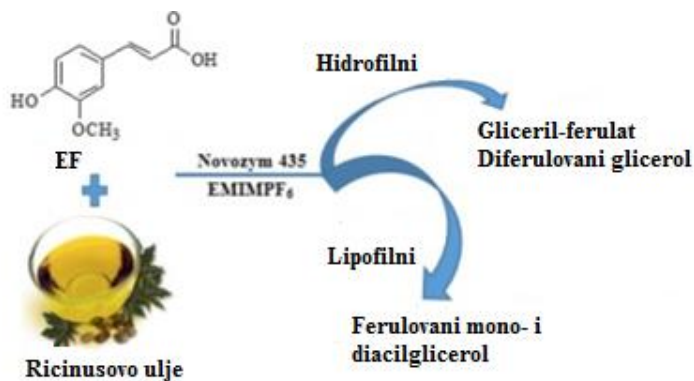 O
OH
HO
OCH₃
EF
Ricinusovo ulje
Novozym 435
EMIMPF₆
Hidrofilni
Gliceril-ferulat
Diferulovani glicerol
Lipofilni
Ferulovani mono- i
diacilglicerol